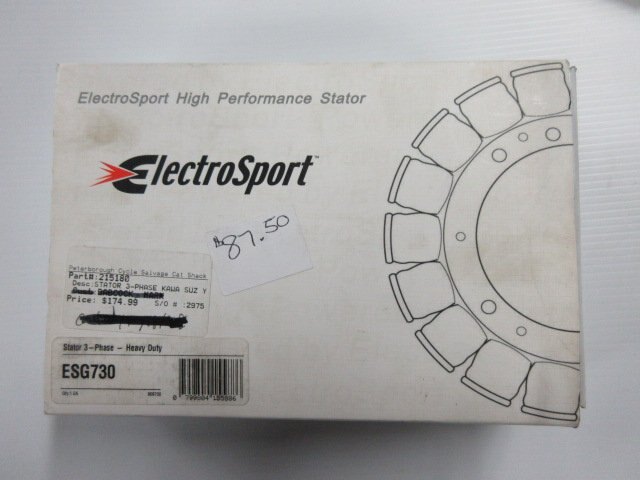 ElectroSport High Performance Stator
ElectroSport™
$87.50
Peterborough Cycle Salvage Cat Shack
Part#:215180
Desc:STATOR 3-PHASE KAWA SUZ Y
Price: $174.99 S/O #:2975
Stator 3-Phase - Heavy Duty
ESG730